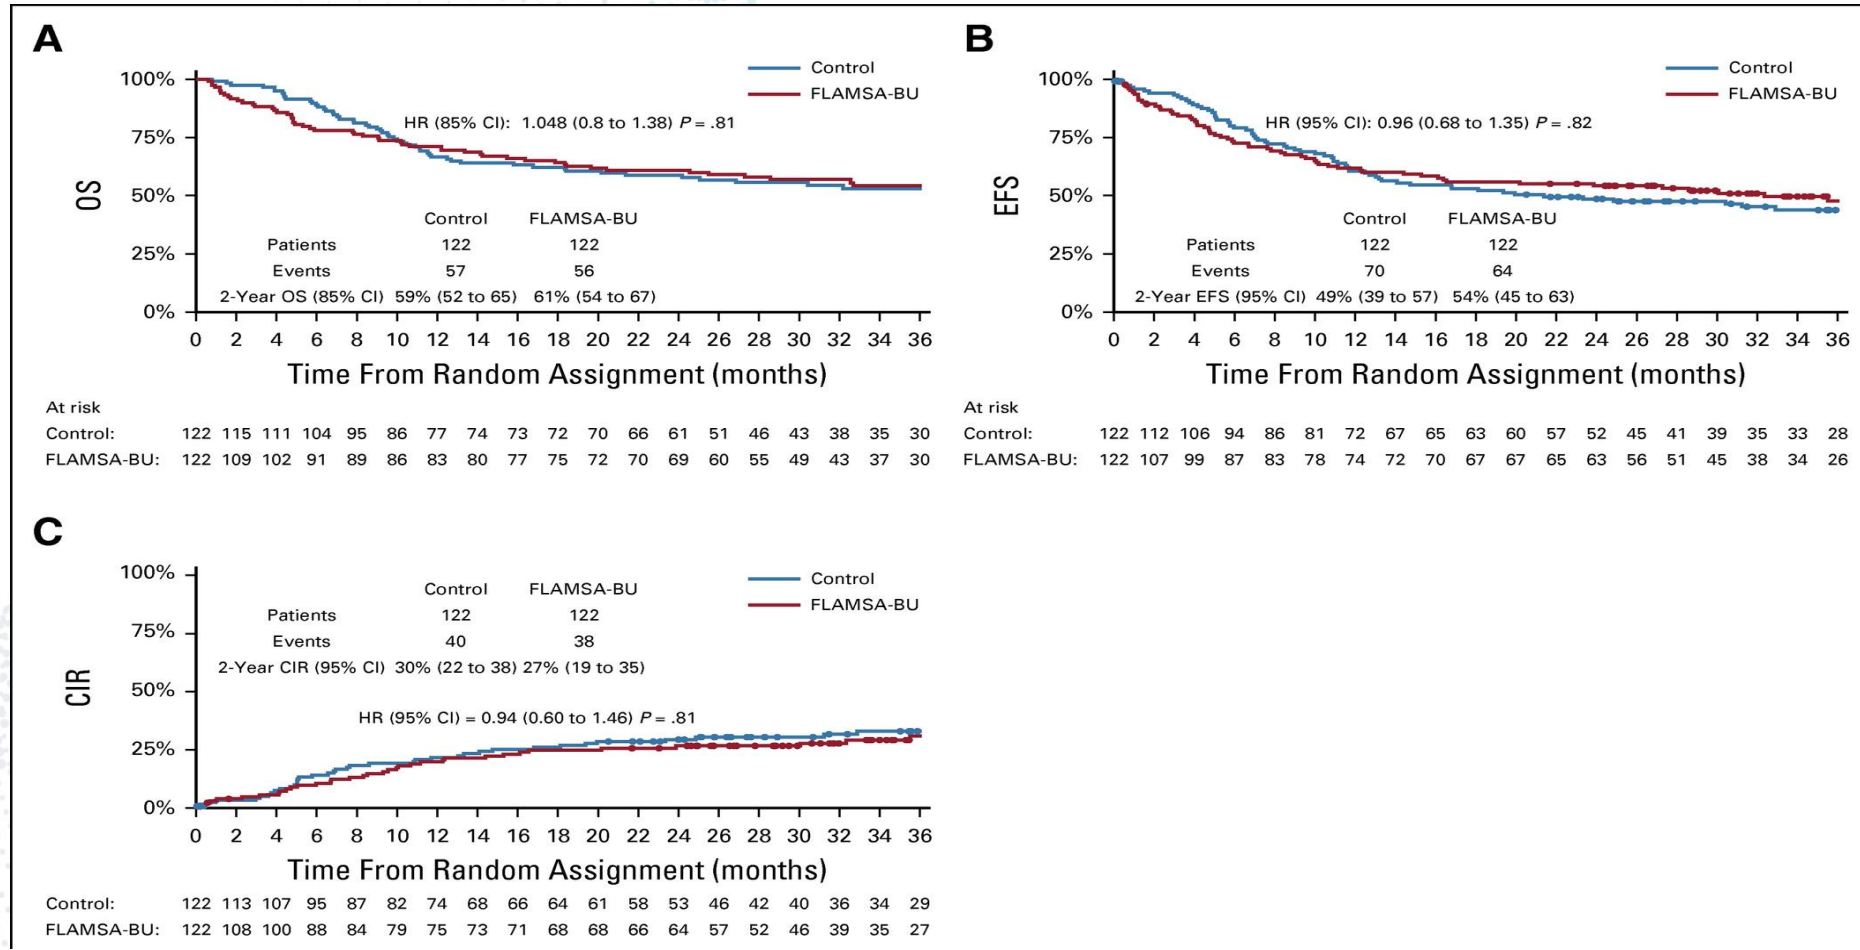 A
OS
100%
75%
50%
25%
0%
Control
FLAMSA-BU
HR (85% CI): 1.048 (0.8 to 1.38) P = .81
Control FLAMSA-BU
Patients 122 122
Events 57 56
2-Year OS (85% CI) 59% (52 to 65) 61% (54 to 67)
0 2 4 6 8 10 12 14 16 18 20 22 24 26 28 30 32 34 36
Time From Random Assignment (months)
At risk
Control: 122 115 111 104 95 86 77 74 73 72 70 66 61 51 46 43 38 35 30
FLAMSA-BU: 122 109 102 91 89 86 83 80 77 75 72 70 69 60 55 49 43 37 30
B
EFS
100%
75%
50%
25%
0%
Control
FLAMSA-BU
HR (95% CI): 0.96 (0.68 to 1.35) P = .82
Control FLAMSA-BU
Patients 122 122
Events 70 64
2-Year EFS (95% CI) 49% (39 to 57) 54% (45 to 63)
0 2 4 6 8 10 12 14 16 18 20 22 24 26 28 30 32 34 36
Time From Random Assignment (months)
At risk
Control: 122 112 106 94 86 81 72 67 65 63 60 57 52 45 41 39 35 33 28
FLAMSA-BU: 122 107 99 87 83 78 74 72 70 67 67 65 63 56 51 45 38 34 26
C
CIR
100%
75%
50%
25%
0%
Control
FLAMSA-BU
Control FLAMSA-BU
Patients 122 122
Events 40 38
2-Year CIR (95% CI) 30% (22 to 38) 27% (19 to 35)
HR (95% CI) = 0.94 (0.60 to 1.46) P = .81
0 2 4 6 8 10 12 14 16 18 20 22 24 26 28 30 32 34 36
Time From Random Assignment (months)
Control: 122 113 107 95 87 82 74 68 66 64 61 58 53 46 42 40 36 34 29
FLAMSA-BU: 122 108 100 88 84 79 75 73 71 68 68 66 64 57 52 46 39 35 27